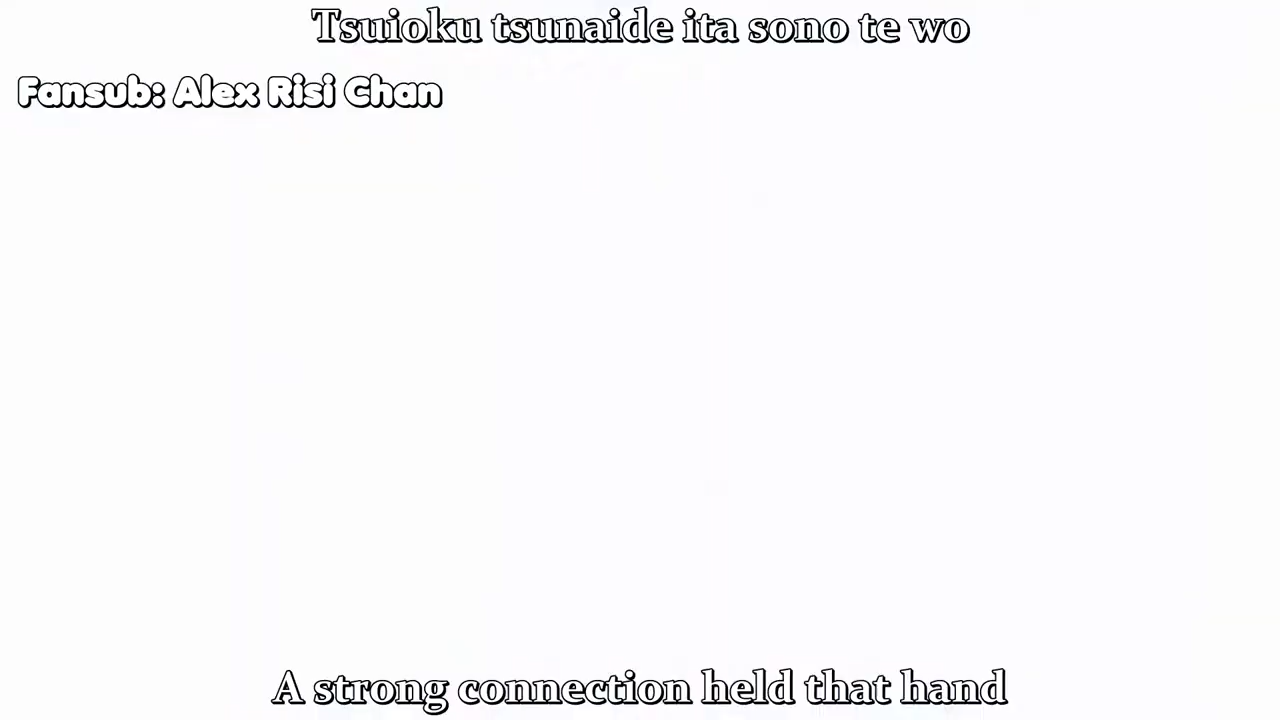 Tsuioku tsunaide ita sono te wo
Fansub: Alex Risi Chan
A strong connection held that hand